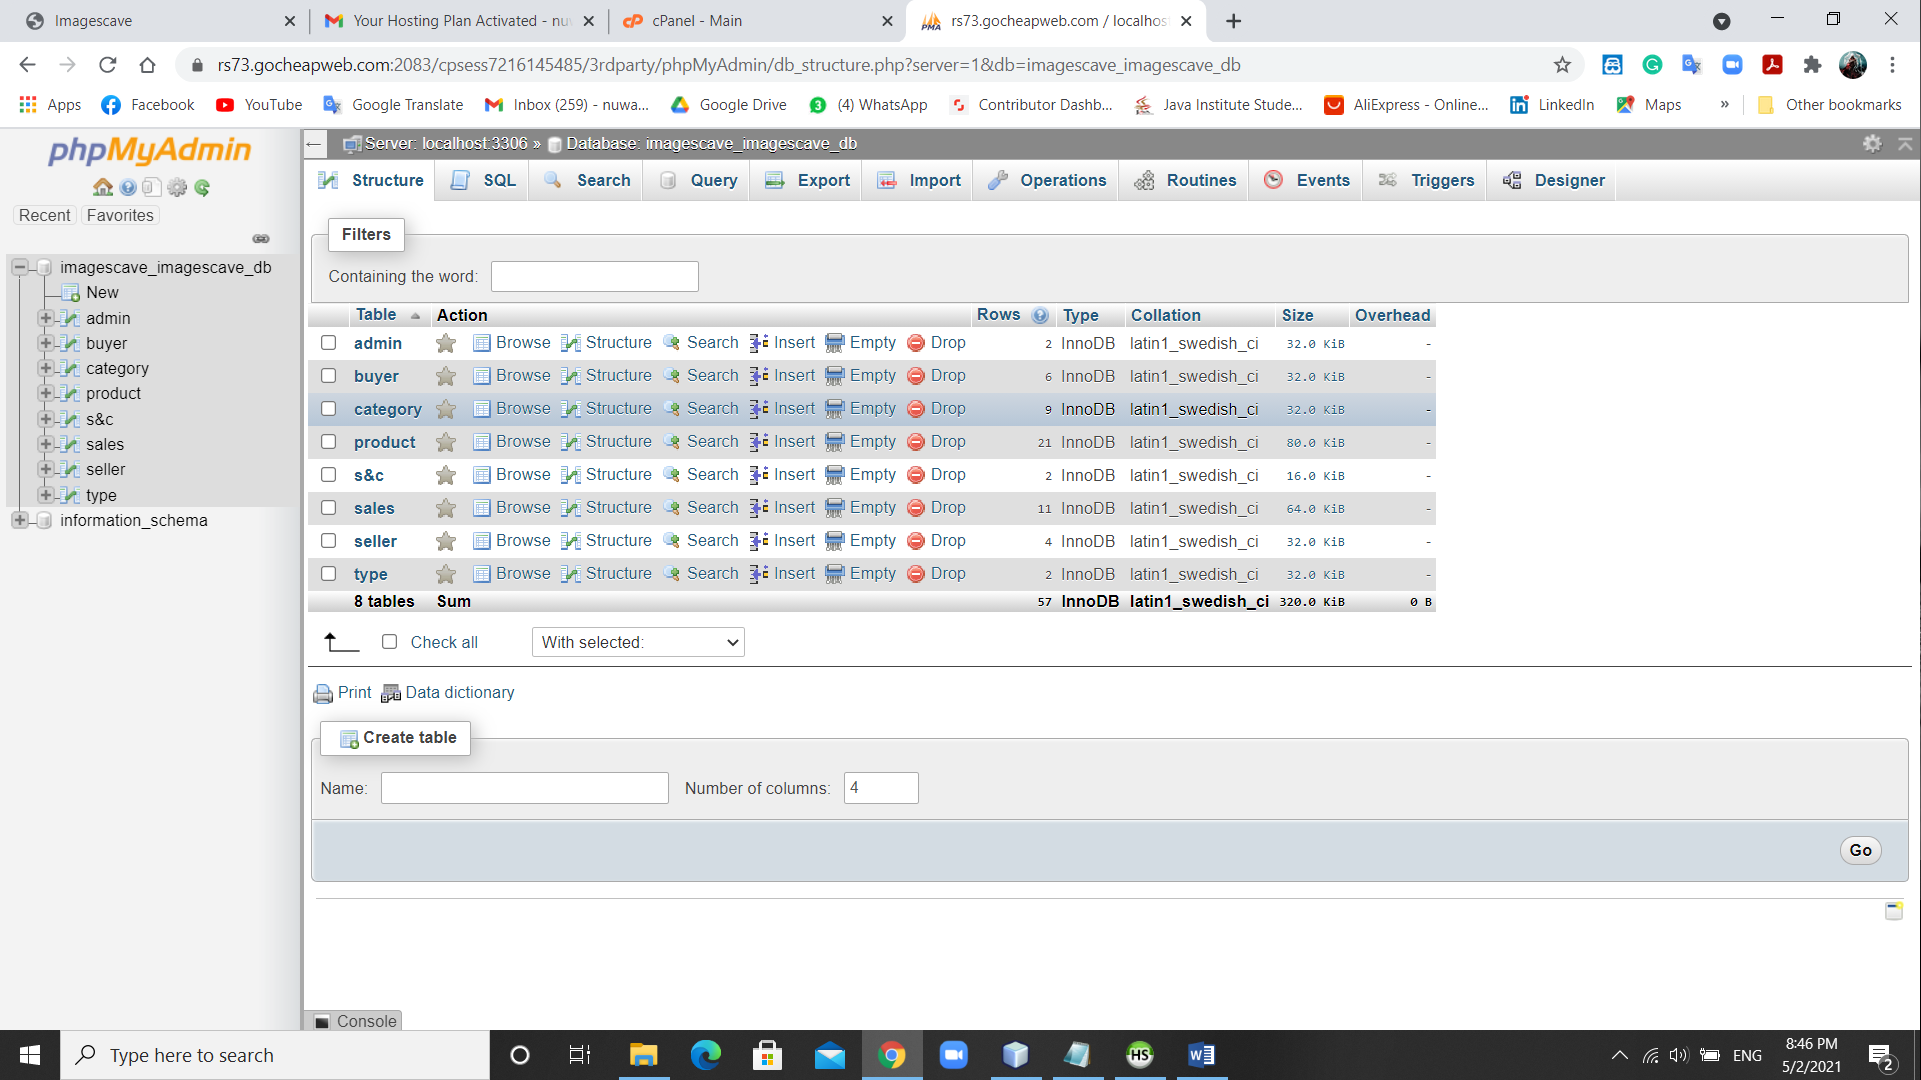 Imagescave
Your Hosting Plan Activated - nuw
cPanel - Main
rs73.gocheapweb.com / localhost
rs73.gocheapweb.com:2083/cpsess7216145485/3rdparty/phpMyAdmin/db_structure.php?server=1&db=imagescave_imagescave_db
Apps Facebook YouTube Google Translate Inbox (259) - nuwa... Google Drive (4) WhatsApp Contributor Dashb... Java Institute Stude... AliExpress - Online... LinkedIn Maps » Other bookmarks
phpMyAdmin
Recent Favorites
imagescave_imagescave_db
New
admin
buyer
category
product
s&c
sales
seller
type
information_schema
Server: localhost:3306 » Database: imagescave_imagescave_db
Structure SQL Search Query Export Import Operations Routines Events Triggers Designer
Filters
Containing the word:
Table Action Rows Type Collation Size Overhead
admin Browse Structure Search Insert Empty Drop 2 InnoDB latin1_swedish_ci 32.0 KiB -
buyer Browse Structure Search Insert Empty Drop 6 InnoDB latin1_swedish_ci 32.0 KiB -
category Browse Structure Search Insert Empty Drop 9 InnoDB latin1_swedish_ci 32.0 KiB -
product Browse Structure Search Insert Empty Drop 21 InnoDB latin1_swedish_ci 80.0 KiB -
s&c Browse Structure Search Insert Empty Drop 2 InnoDB latin1_swedish_ci 16.0 KiB -
sales Browse Structure Search Insert Empty Drop 11 InnoDB latin1_swedish_ci 64.0 KiB -
seller Browse Structure Search Insert Empty Drop 4 InnoDB latin1_swedish_ci 32.0 KiB -
type Browse Structure Search Insert Empty Drop 2 InnoDB latin1_swedish_ci 32.0 KiB -
8 tables Sum 57 InnoDB latin1_swedish_ci 320.0 KiB 0 B
Check all With selected:
Print Data dictionary
Create table
Name: Number of columns: 4
Go
Console
Type here to search
HS
ENG
8:46 PM
5/2/2021
2